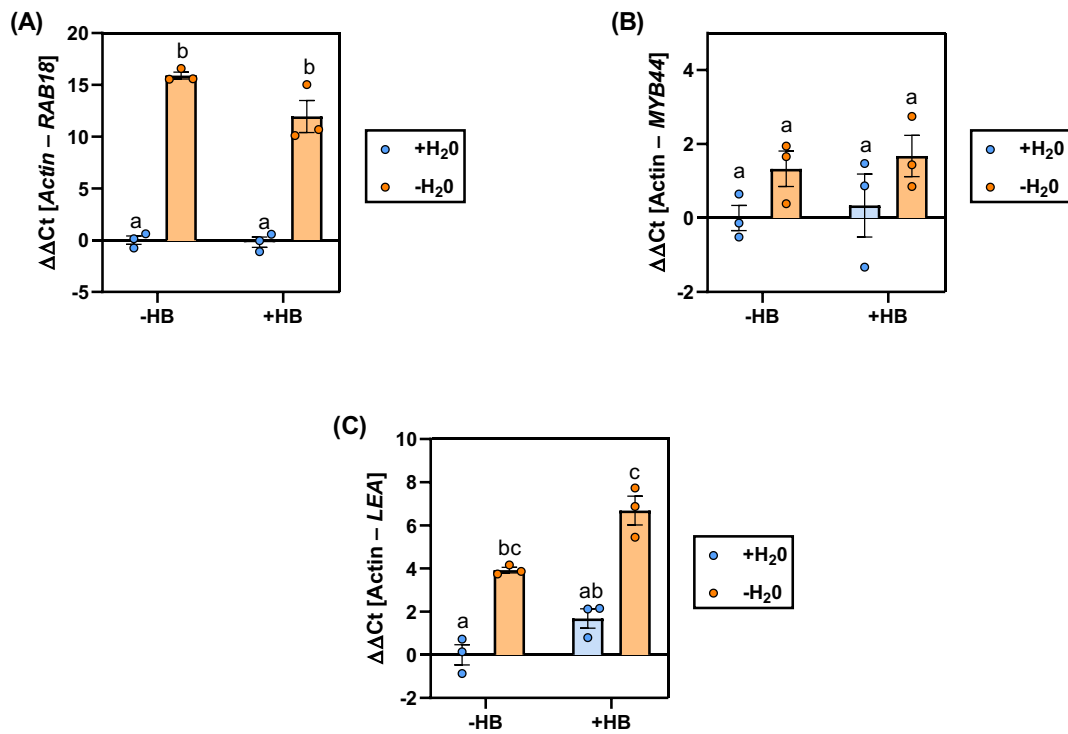 (A)
ΔΔCt [Actin – RAB18]
20
15
10
5
0
-5
a
b
a
b
-HB
+HB
+H20
-H20
(B)
ΔΔCt [Actin – MYB44]
4
2
0
-2
a
a
a
a
-HB
+HB
+H20
-H20
(C)
ΔΔCt [Actin – LEA]
10
8
6
4
2
0
-2
a
bc
ab
c
-HB
+HB
+H20
-H20